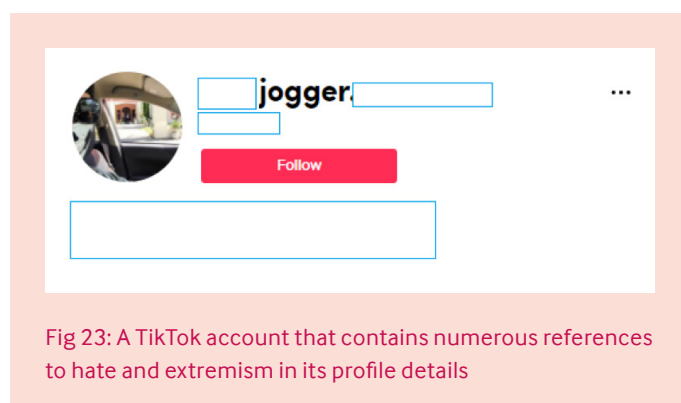 jogger.
...
Follow
Fig 23: A TikTok account that contains numerous references
to hate and extremism in its profile details